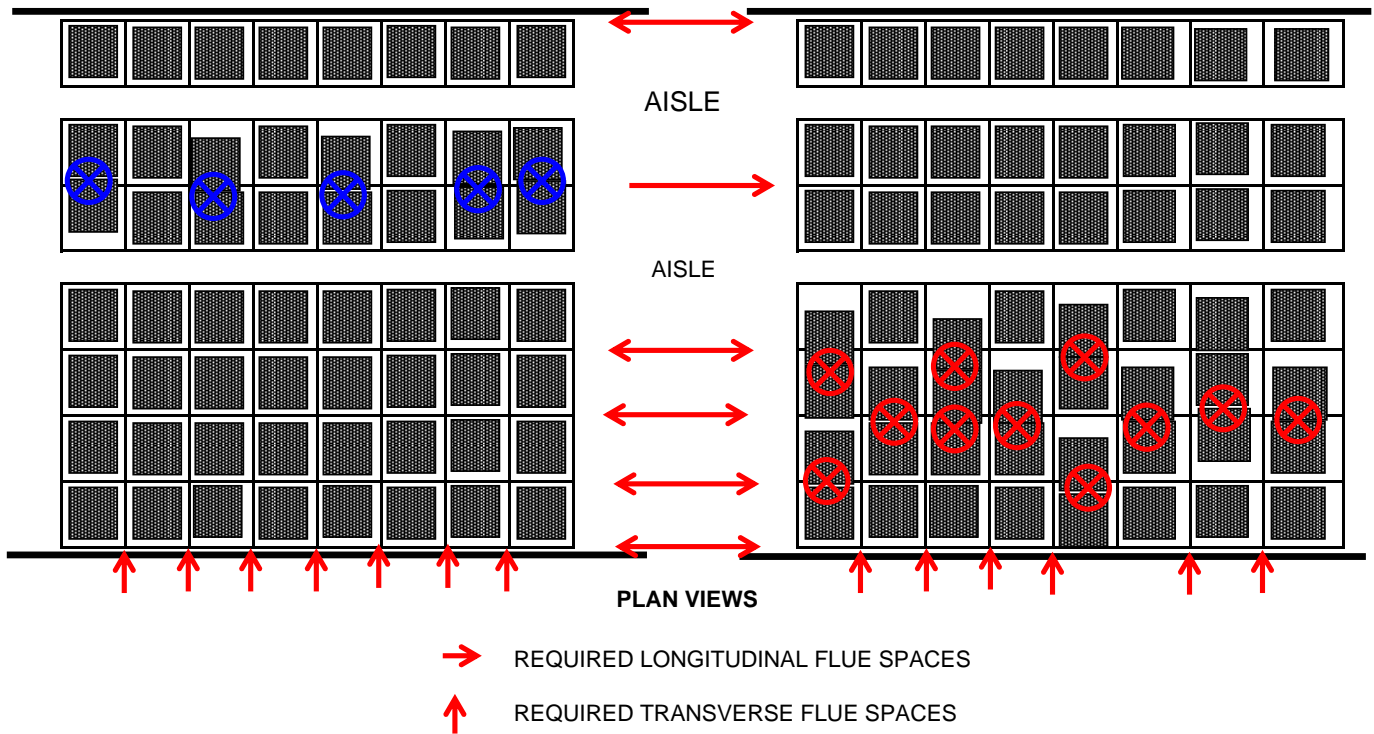 AISLE
AISLE
PLAN VIEWS
REQUIRED LONGITUDINAL FLUE SPACES
REQUIRED TRANSVERSE FLUE SPACES